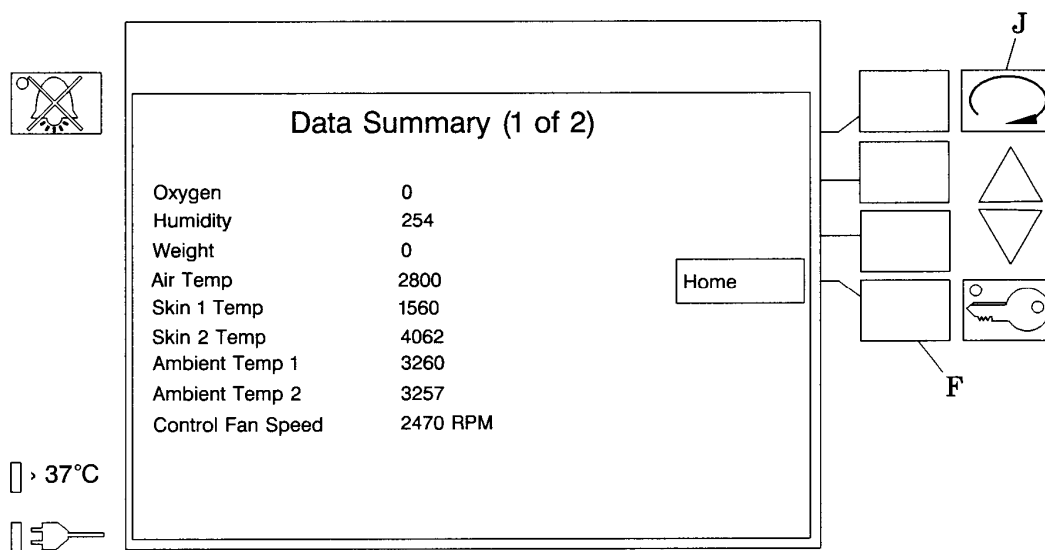 J
Data Summary (1 of 2)
Oxygen 0
Humidity 254
Weight 0
Air Temp 2800
Home
Skin 1 Temp 1560
Skin 2 Temp 4062
Ambient Temp 1 3260
Ambient Temp 2 3257
F
Control Fan Speed 2470 RPM
› 37°C